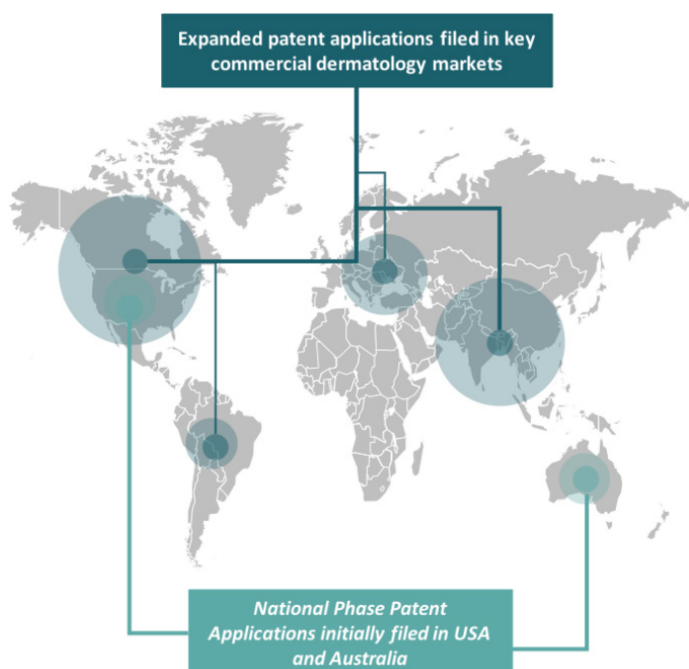 Expanded patent applications filed in key
commercial dermatology markets
National Phase Patent
Applications initially filed in USA
and Australia